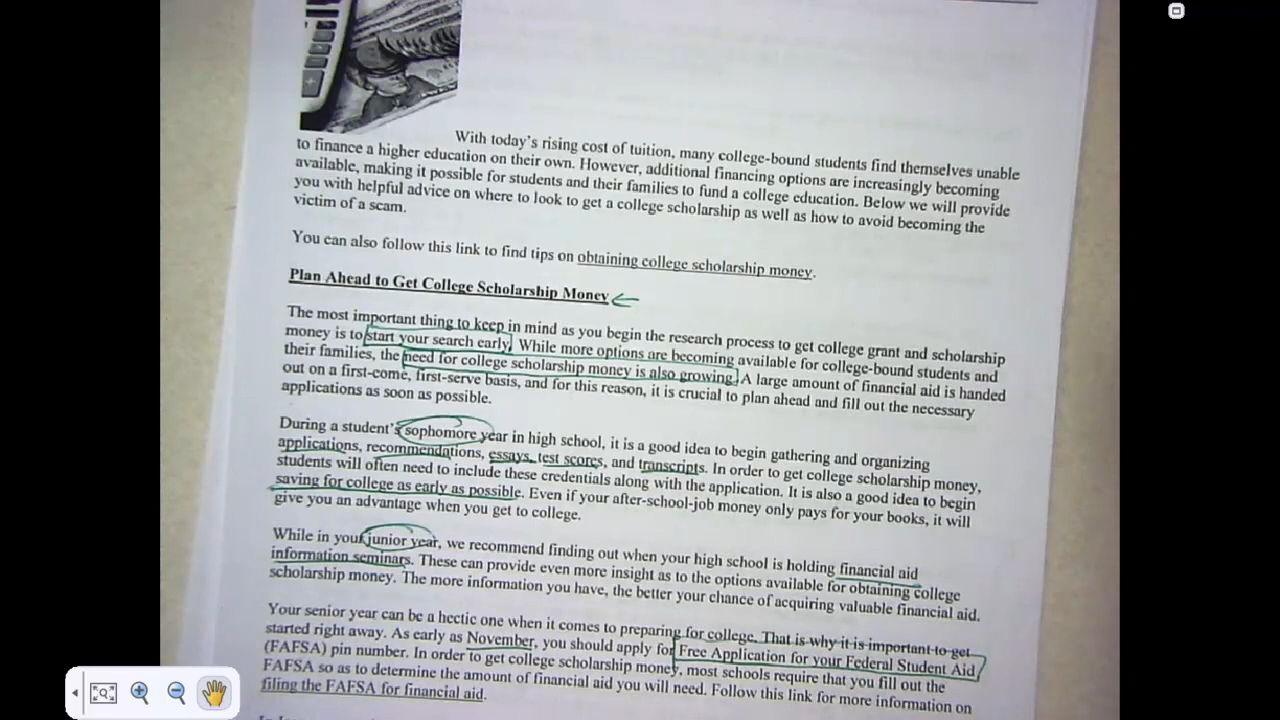 With today's rising cost of tuition, many college-bound students find themselves unable
to finance a higher education on their own. However, additional financing options are increasingly becoming
available, making it possible for students and their families to fund a college education. Below we will provide
you with helpful advice on where to look to get a college scholarship as well as how to avoid becoming the
victim of a scam.
You can also follow this link to find tips on obtaining college scholarship money.
Plan Ahead to Get College Scholarship Money
The most important thing to keep in mind as you begin the research process to get college grant and scholarship
money is to start your search early. While more options are becoming available for college-bound students and
their families, the need for college scholarship money is also growing. A large amount of financial aid is handed
out on a first-come, first-serve basis, and for this reason, it is crucial to plan ahead and fill out the necessary
applications as soon as possible.
During a student's sophomore year in high school, it is a good idea to begin gathering and organizing
applications, recommendations, essays, test scores, and transcripts. In order to get college scholarship money,
students will often need to include these credentials along with the application. It is also a good idea to begin
saving for college as early as possible. Even if your after-school-job money only pays for your books, it will
give you an advantage when you get to college.
While in your junior year, we recommend finding out when your high school is holding financial aid
information seminars. These can provide even more insight as to the options available for obtaining college
scholarship money. The more information you have, the better your chance of acquiring valuable financial aid.
Your senior year can be a hectic one when it comes to preparing for college. That is why it is important to get
started right away. As early as November, you should apply for Free Application for your Federal Student Aid
(FAFSA) pin number. In order to get college scholarship money, most schools require that you fill out the
FAFSA so as to determine the amount of financial aid you will need. Follow this link for more information on
filing the FAFSA for financial aid.